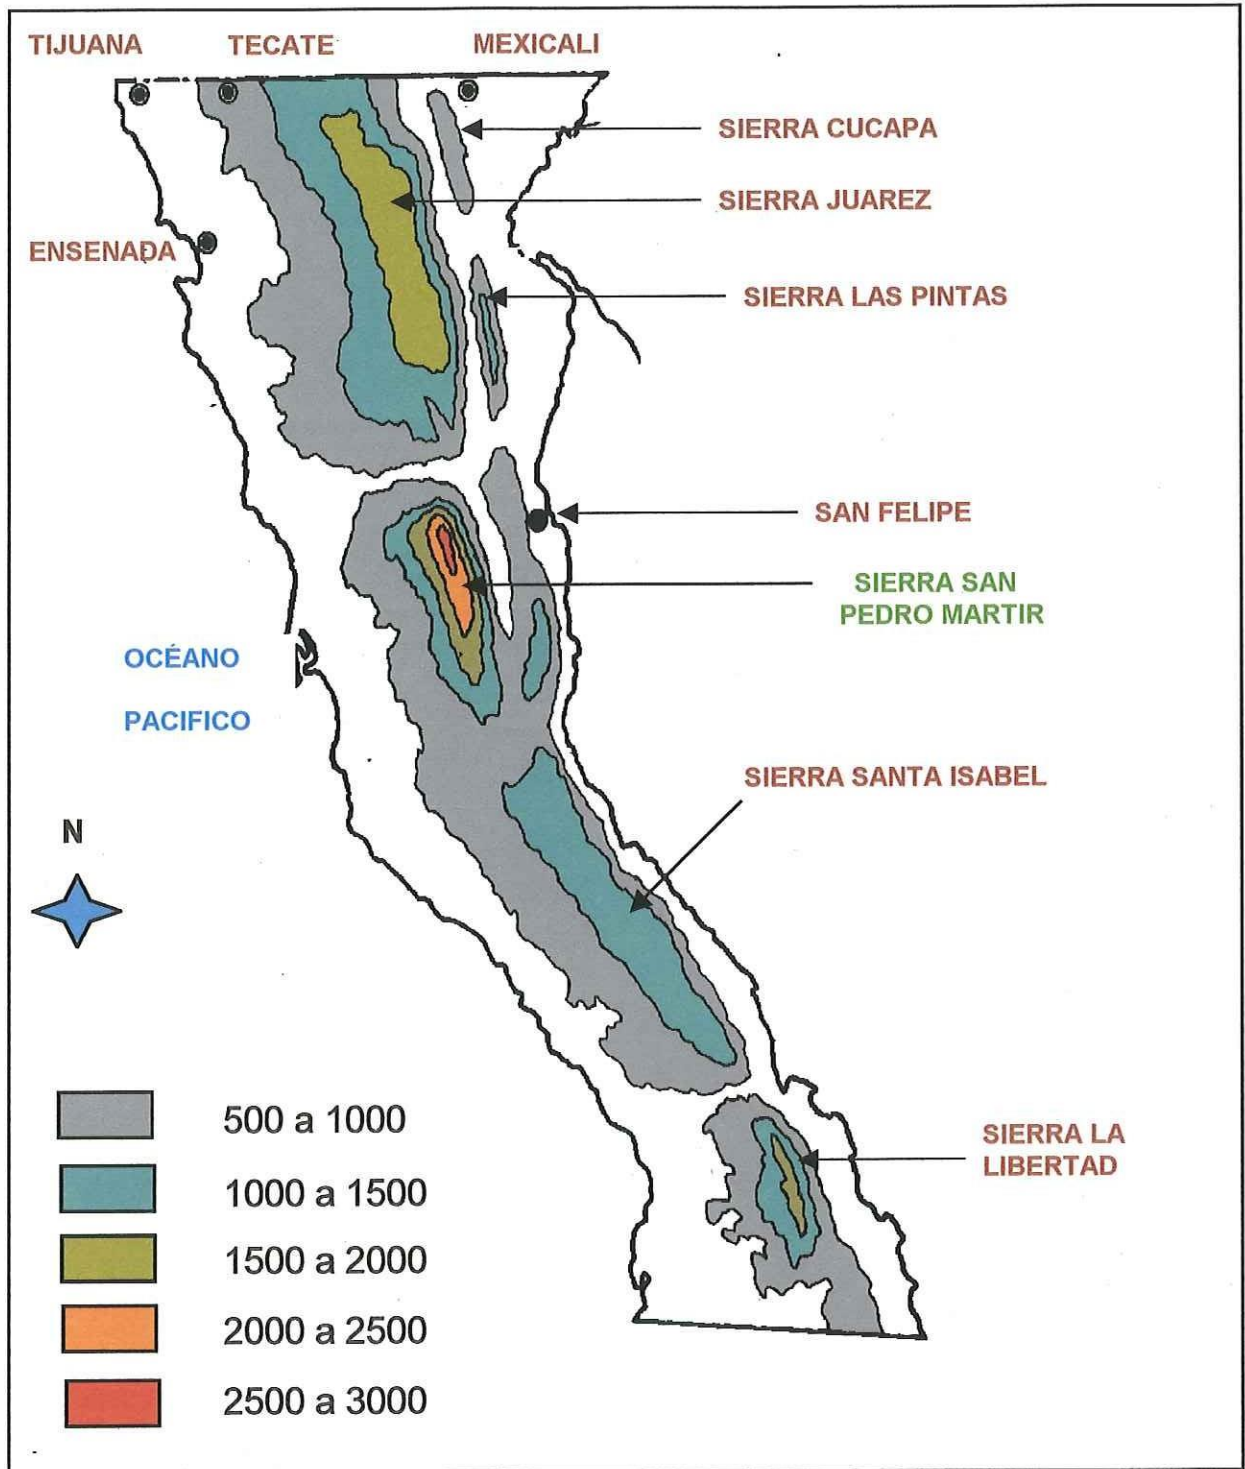 TIJUANA
TECATE
MEXICALI
SIERRA CUCAPA
SIERRA JUAREZ
ENSENADA
SIERRA LAS PINTAS
SAN FELIPE
SIERRA SAN
PEDRO MARTIR
OCÉANO
PACIFICO
SIERRA SANTA ISABEL
N
500 a 1000
1000 a 1500
1500 a 2000
2000 a 2500
2500 a 3000
SIERRA LA
LIBERTAD